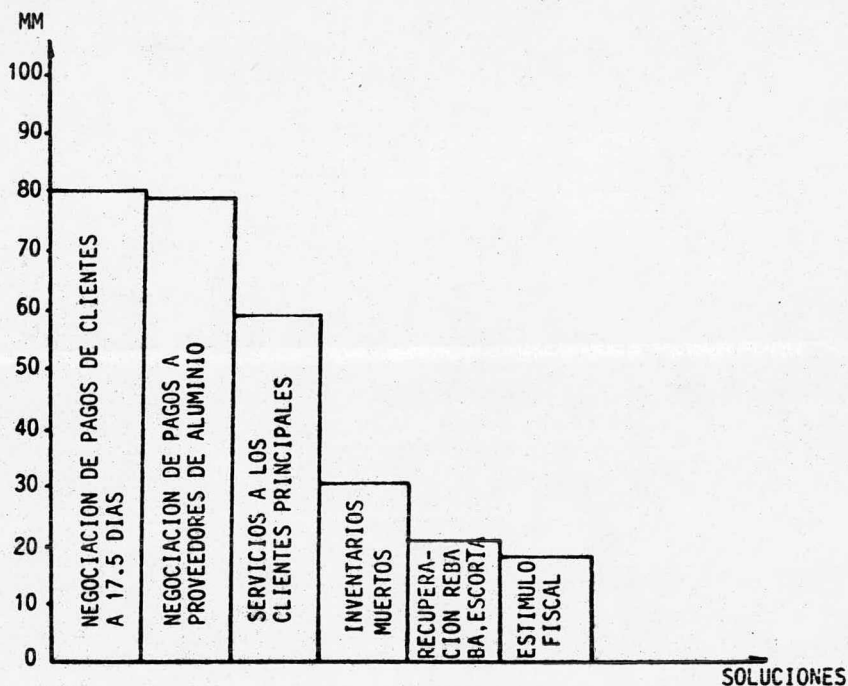 MM
100
90
80
70
60
50
40
30
20
10
0
NEGOCIACION DE PAGOS DE CLIENTES
A 17.5 DIAS
NEGOCIACION DE PAGOS A
PROVEEDORES DE ALUMINIO
SERVICIOS A LOS
CLIENTES PRINCIPALES
INVENTARIOS
MUERTOS
RECUPERA-
CION REBA
BA,ESCORIA
ESTIMULO
FISCAL
SOLUCIONES